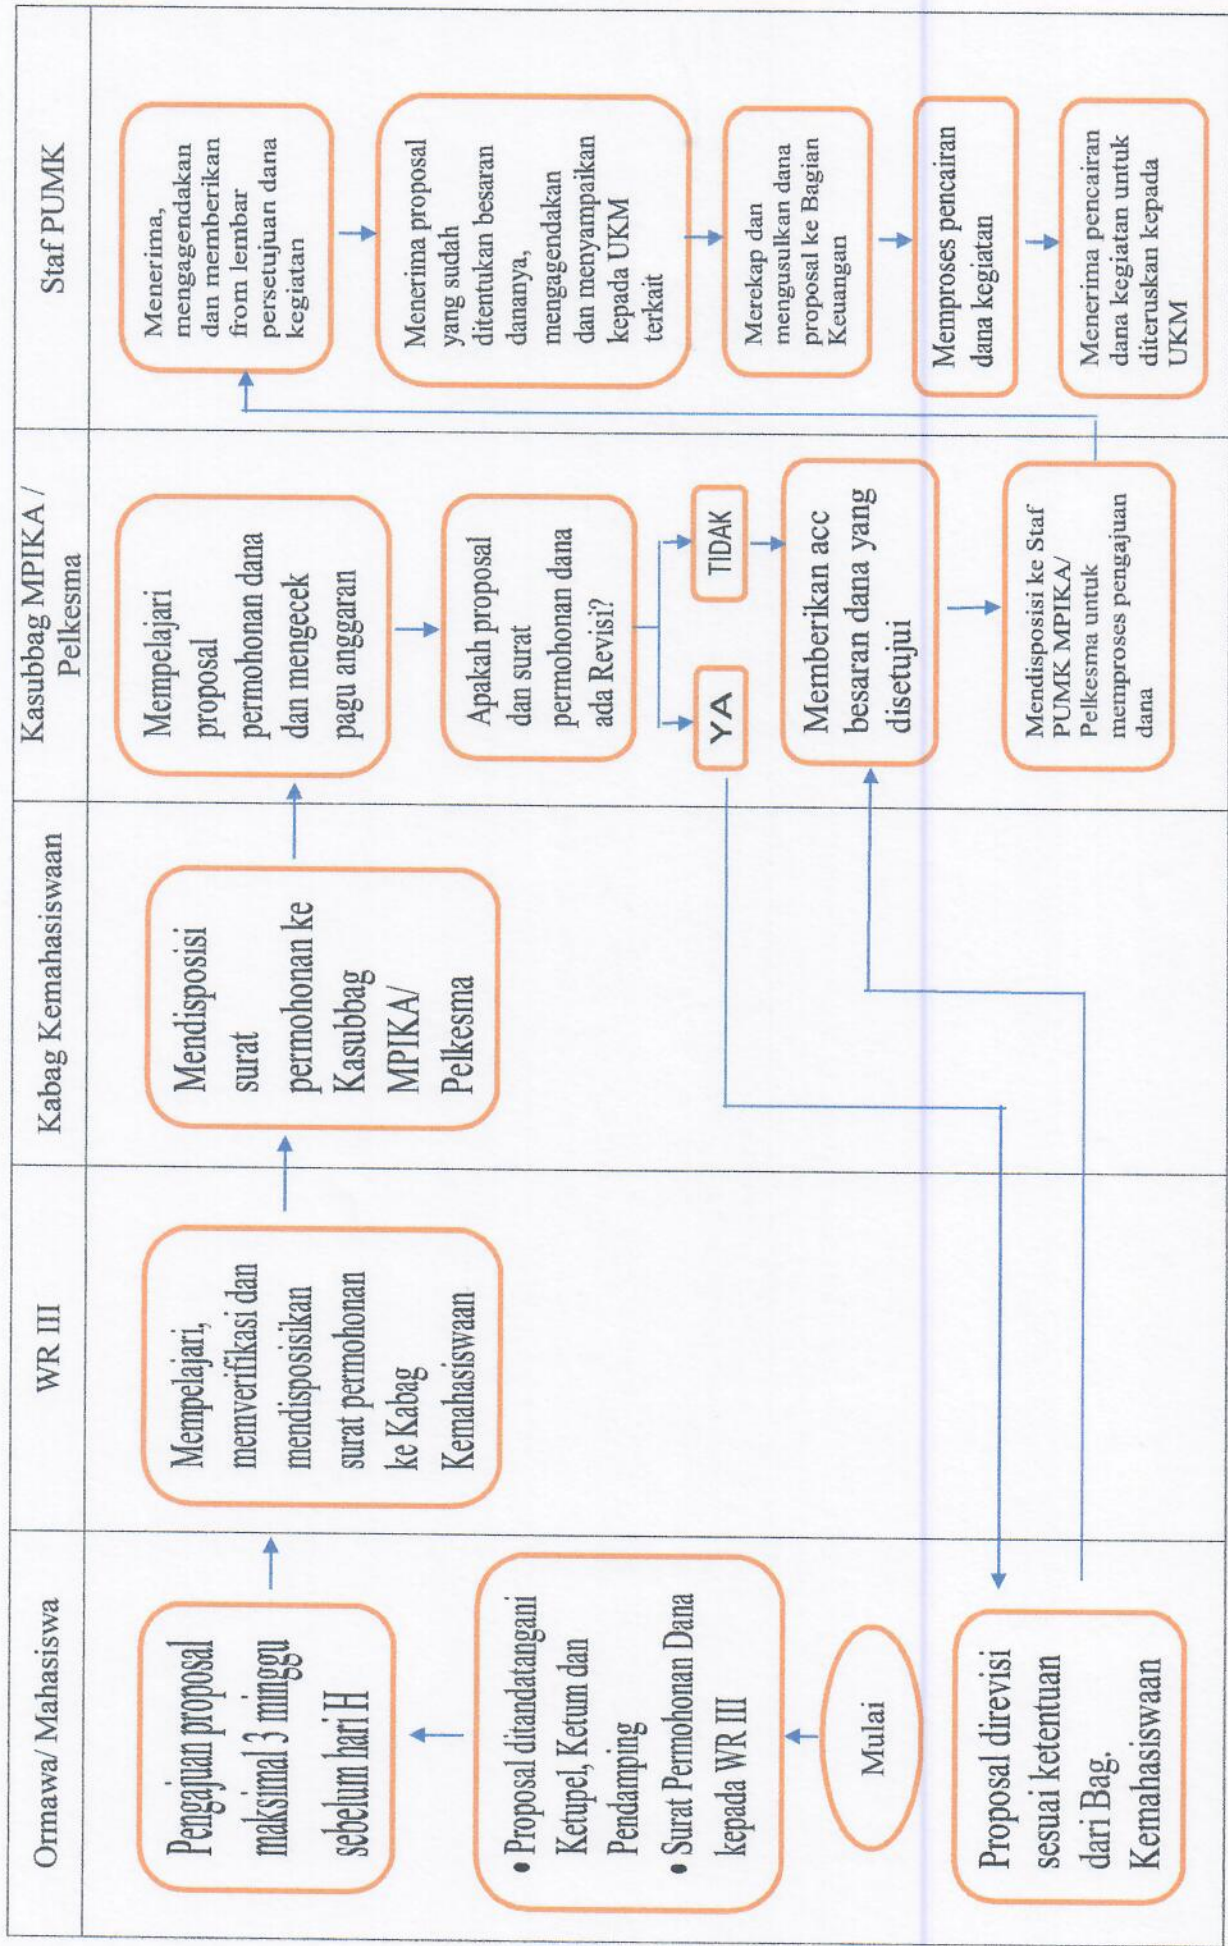 Ormawa/ Mahasiswa
WR III
Kabag Kemahasiswaan
Kasubbag MPIKA /
Pelkesma
Staf PUMK
Pengajuan proposal
maksimal 3 minggu
sebelum hari H
• Proposal ditandatangani
Ketupel, Ketum dan
Pendamping
• Surat Permohonan Dana
kepada WR III
Mulai
Proposal direvisi
sesuai ketentuan
dari Bag.
Kemahasiswaan
Mempelajari,
memverifikasi dan
mendisposisikan
surat permohonan
ke Kabag
Kemahasiswaan
Mendisposisi
surat
permohonan ke
Kasubbag
MPIKA/
Pelkesma
Mempelajari
proposal
permohonan dana
dan mengecek
pagu anggaran
Apakah proposal
dan surat
permohonan dana
ada Revisi?
YA
TIDAK
Memberikan acc
besaran dana yang
disetujui
Mendisposisi ke Staf
PUMK MPIKA/
Pelkesma untuk
memproses pengajuan
dana
Menerima,
mengagendakan
dan memberikan
from lembar
persetujuan dana
kegiatan
Menerima proposal
yang sudah
ditentukan besaran
dananya,
mengagendakan
dan menyampaikan
kepada UKM
terkait
Merekap dan
mengusulkan dana
proposal ke Bagian
Keuangan
Memproses pencairan
dana kegiatan
Menerima pencairan
dana kegiatan untuk
diteruskan kepada
UKM